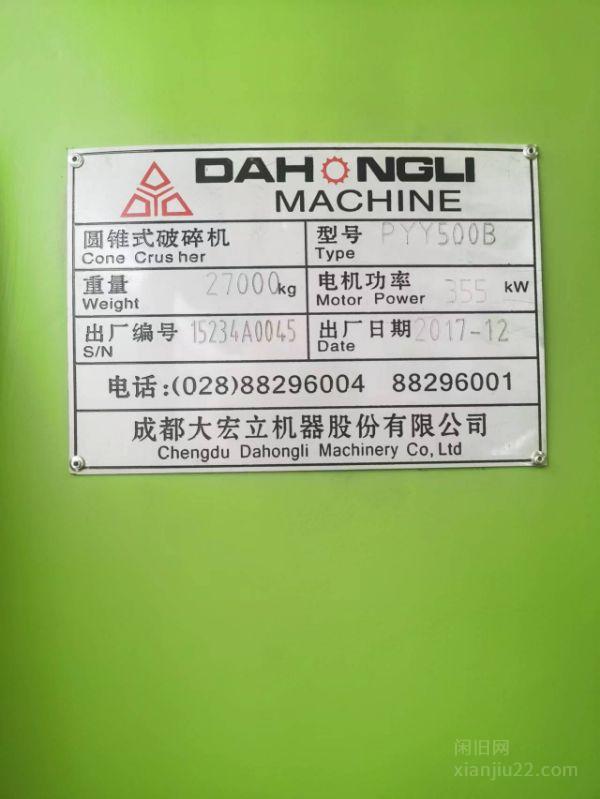 DAHONGLI
MACHINE
圆锥式破碎机 型号 PYY500B
Cone Crusher Type
重量 27000kg 电机功率 355 kW
Weight Motor Power
出厂编号 15234A0045 出厂日期 2017-12
S/N Date
电话:(028)88296004 88296001
成都大宏立机器股份有限公司
Chengdu Dahongli Machinery Co,Ltd
闲旧网
xianjiu22.com